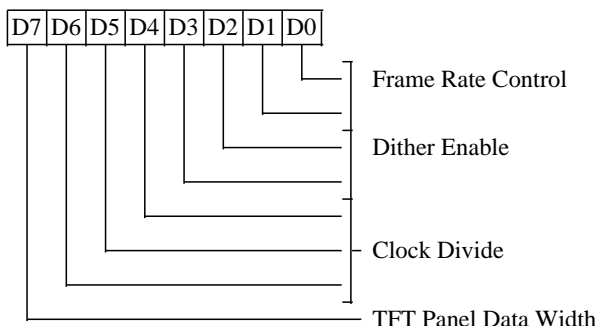 D7 D6 D5 D4 D3 D2 D1 D0
Frame Rate Control
Dither Enable
Clock Divide
TFT Panel Data Width